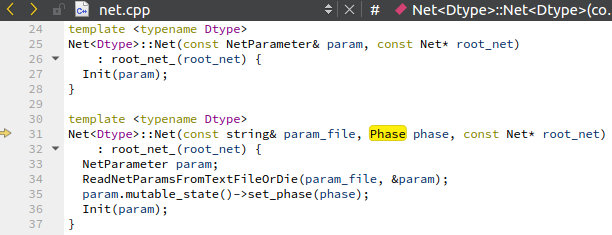 net.cpp # Net<Dtype>::Net<Dtype>(co...
24 template <typename Dtype>
25 Net<Dtype>::Net(const NetParameter& param, const Net* root_net)
26 : root_net_(root_net) {
27 Init(param);
28 }
29
30 template <typename Dtype>
31 Net<Dtype>::Net(const string& param_file, Phase phase, const Net* root_net)
32 : root_net_(root_net) {
33 NetParameter param;
34 ReadNetParamsFromTextFileOrDie(param_file, &param);
35 param.mutable_state()->set_phase(phase);
36 Init(param);
37 }